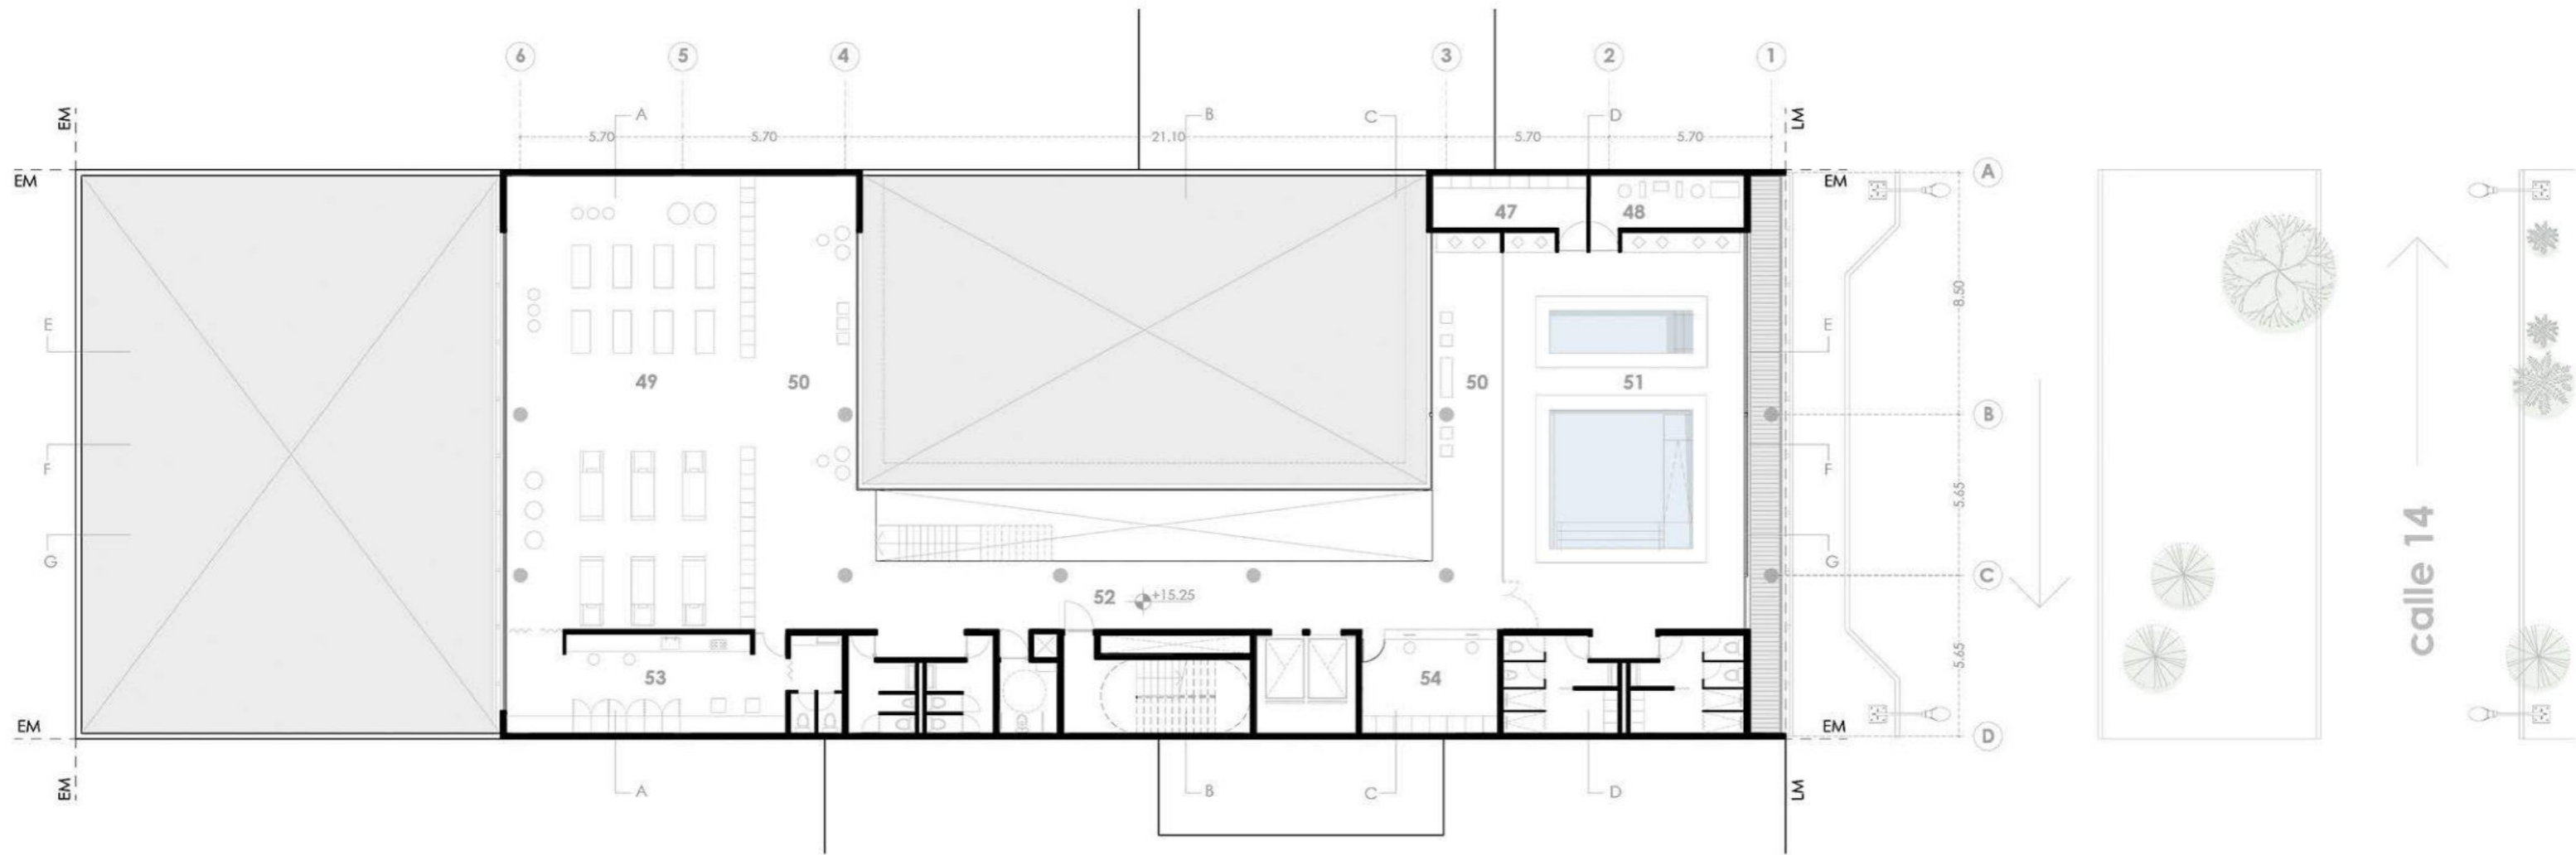 6 5 4 3 2 1
EM LM
A B C D
5.70 5.70 21.10 5.70 5.70
EM EM A
47 48
8.50
E E
49 50 50 51
B
F F
5.65
G G
C
52 +15.25
calle 14
5.65
53 54
EM EM D
A B C D
EM LM